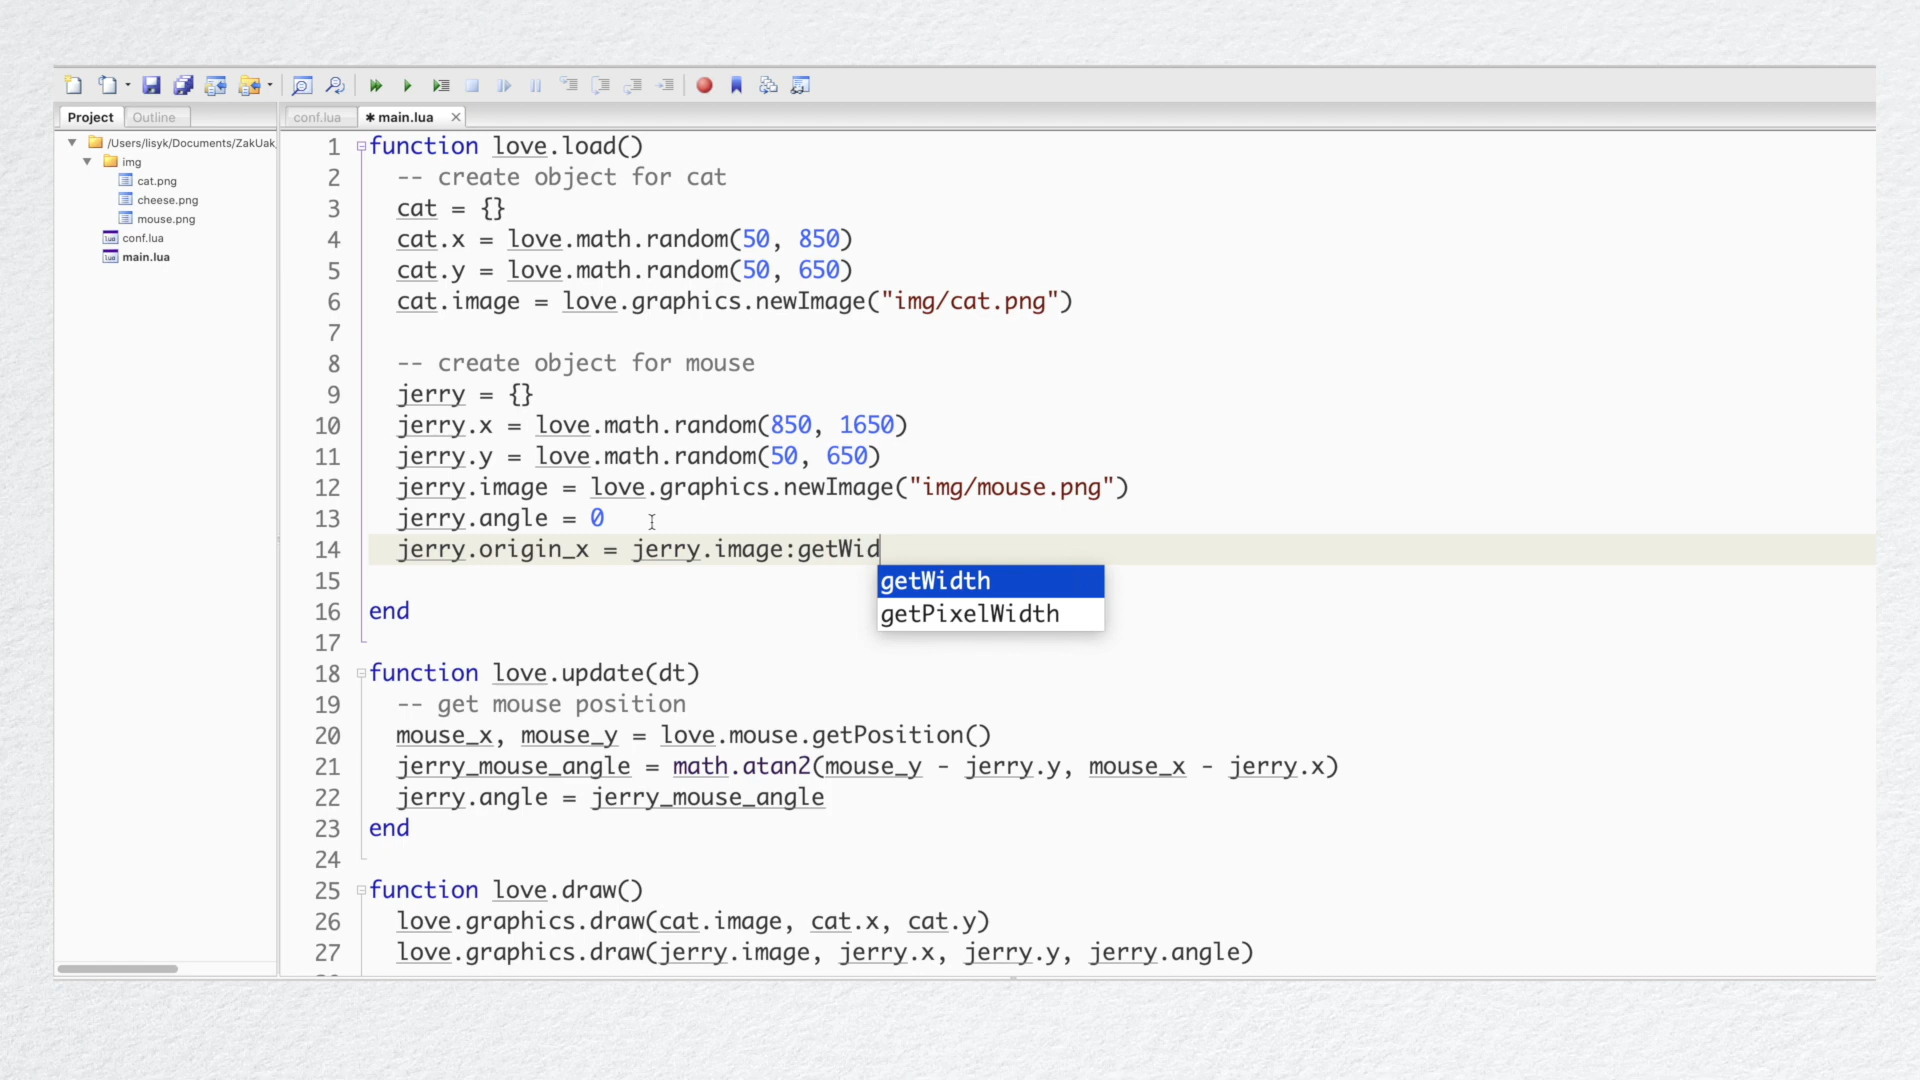 Project
Outline
conf.lua
✱ main.lua
/Users/lisyk/Documents/ZakUak
img
cat.png
cheese.png
mouse.png
conf.lua
main.lua
1 function love.load()
2 -- create object for cat
3 cat = {}
4 cat.x = love.math.random(50, 850)
5 cat.y = love.math.random(50, 650)
6 cat.image = love.graphics.newImage("img/cat.png")
7
8 -- create object for mouse
9 jerry = {}
10 jerry.x = love.math.random(850, 1650)
11 jerry.y = love.math.random(50, 650)
12 jerry.image = love.graphics.newImage("img/mouse.png")
13 jerry.angle = 0
14 jerry.origin_x = jerry.image:getWid
getWidth
getPixelWidth
15
16 end
17
18 function love.update(dt)
19 -- get mouse position
20 mouse_x, mouse_y = love.mouse.getPosition()
21 jerry_mouse_angle = math.atan2(mouse_y - jerry.y, mouse_x - jerry.x)
22 jerry.angle = jerry_mouse_angle
23 end
24
25 function love.draw()
26 love.graphics.draw(cat.image, cat.x, cat.y)
27 love.graphics.draw(jerry.image, jerry.x, jerry.y, jerry.angle)